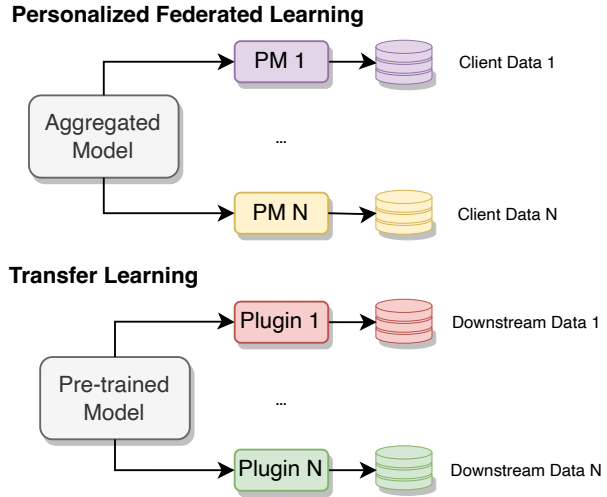 Personalized Federated Learning
PM 1
Client Data 1
Aggregated
Model
...
PM N
Client Data N
Transfer Learning
Plugin 1
Downstream Data 1
Pre-trained
Model
...
Plugin N
Downstream Data N